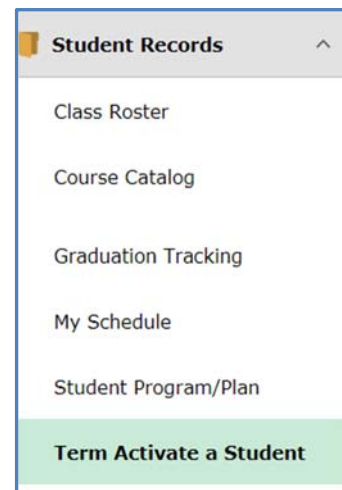 Student Records
Class Roster
Course Catalog
Graduation Tracking
My Schedule
Student Program/Plan
Term Activate a Student